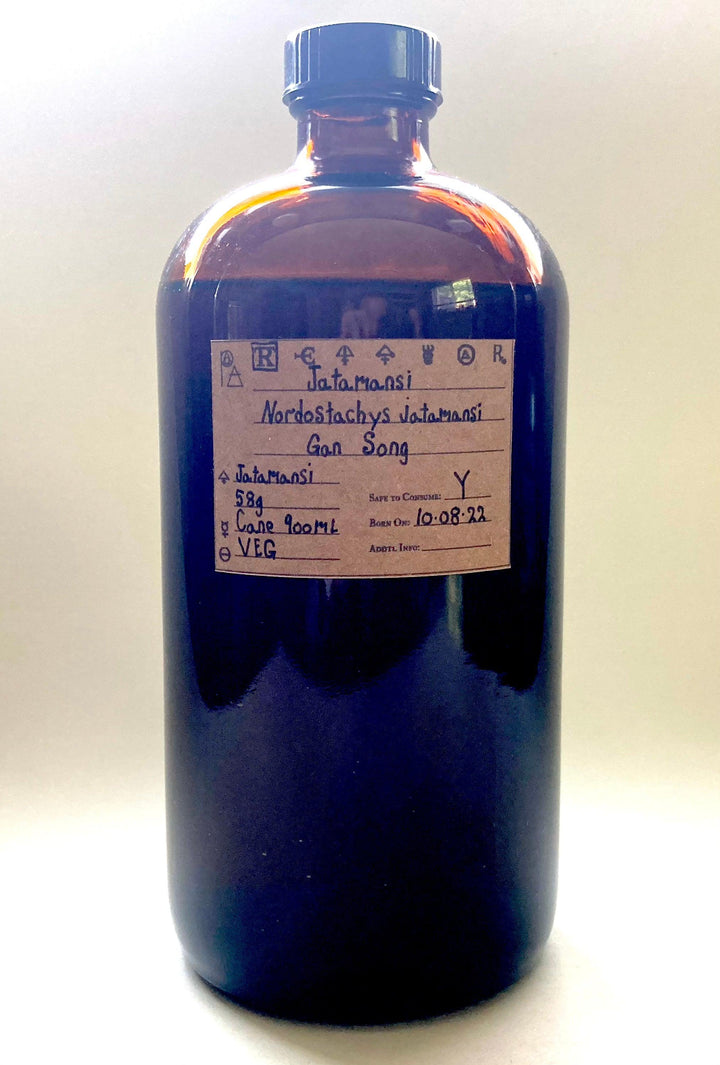 Jatamansi
Nordostachys jatamansi
Gan Song
Jatamansi
58g
Cane 900ML
VEG
Safe to Consume: Y
Born On: 10·08·22
Addtl Info: